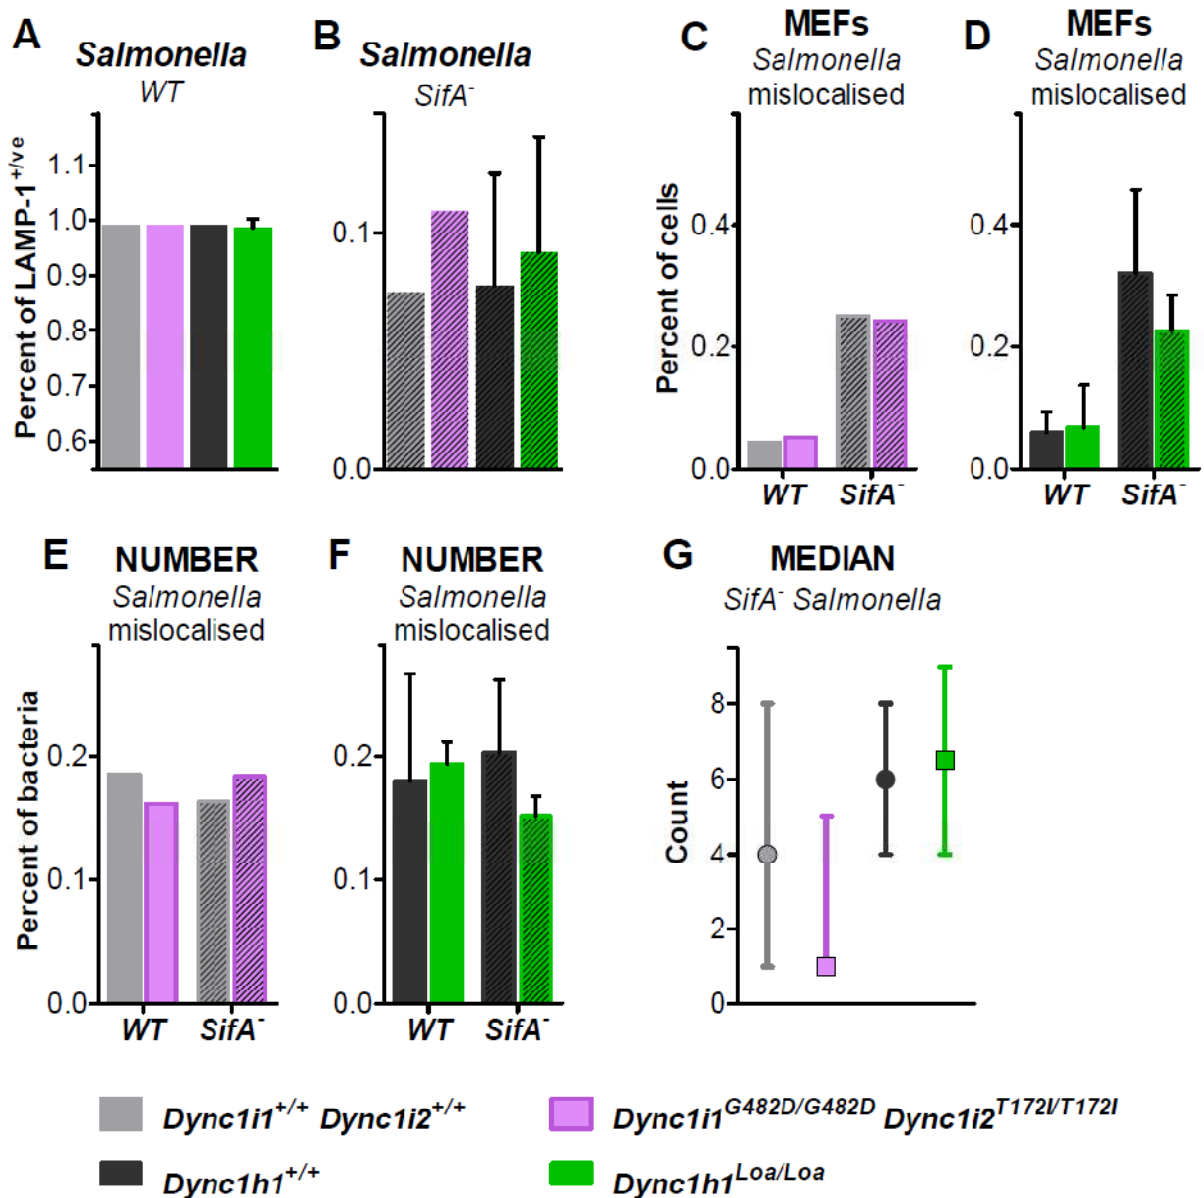 A
Salmonella
WT
Percent of LAMP-1+/ve
1.1
1.0
0.9
0.8
0.7
0.6
B
Salmonella
SifA-
0.1
0.0
C
MEFs
Salmonella
mislocalised
Percent of cells
0.4
0.2
0.0
WT SifA-
D
MEFs
Salmonella
mislocalised
0.4
0.2
0.0
WT SifA-
E
NUMBER
Salmonella
mislocalised
Percent of bacteria
0.2
0.1
0.0
WT SifA-
F
NUMBER
Salmonella
mislocalised
0.2
0.1
0.0
WT SifA-
G
MEDIAN
SifA- Salmonella
Count
8
6
4
2
0
Dync1i1+/+ Dync1i2+/+
Dync1i1G482D/G482D Dync1i2T172I/T172I
Dync1h1+/+
Dync1h1Loa/Loa